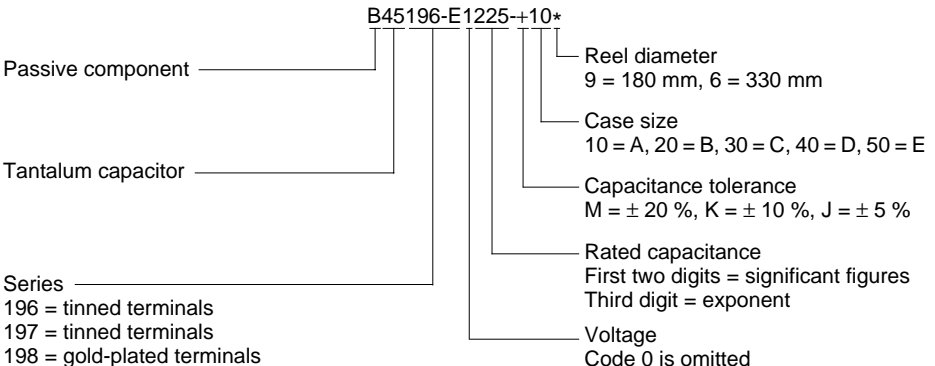 B45196-E1225-+10*
Passive component
Reel diameter
9 = 180 mm, 6 = 330 mm
Case size
10 = A, 20 = B, 30 = C, 40 = D, 50 = E
Tantalum capacitor
Capacitance tolerance
M = ± 20 %, K = ± 10 %, J = ± 5 %
Rated capacitance
First two digits = significant figures
Third digit = exponent
Series
196 = tinned terminals
197 = tinned terminals
198 = gold-plated terminals
Voltage
Code 0 is omitted